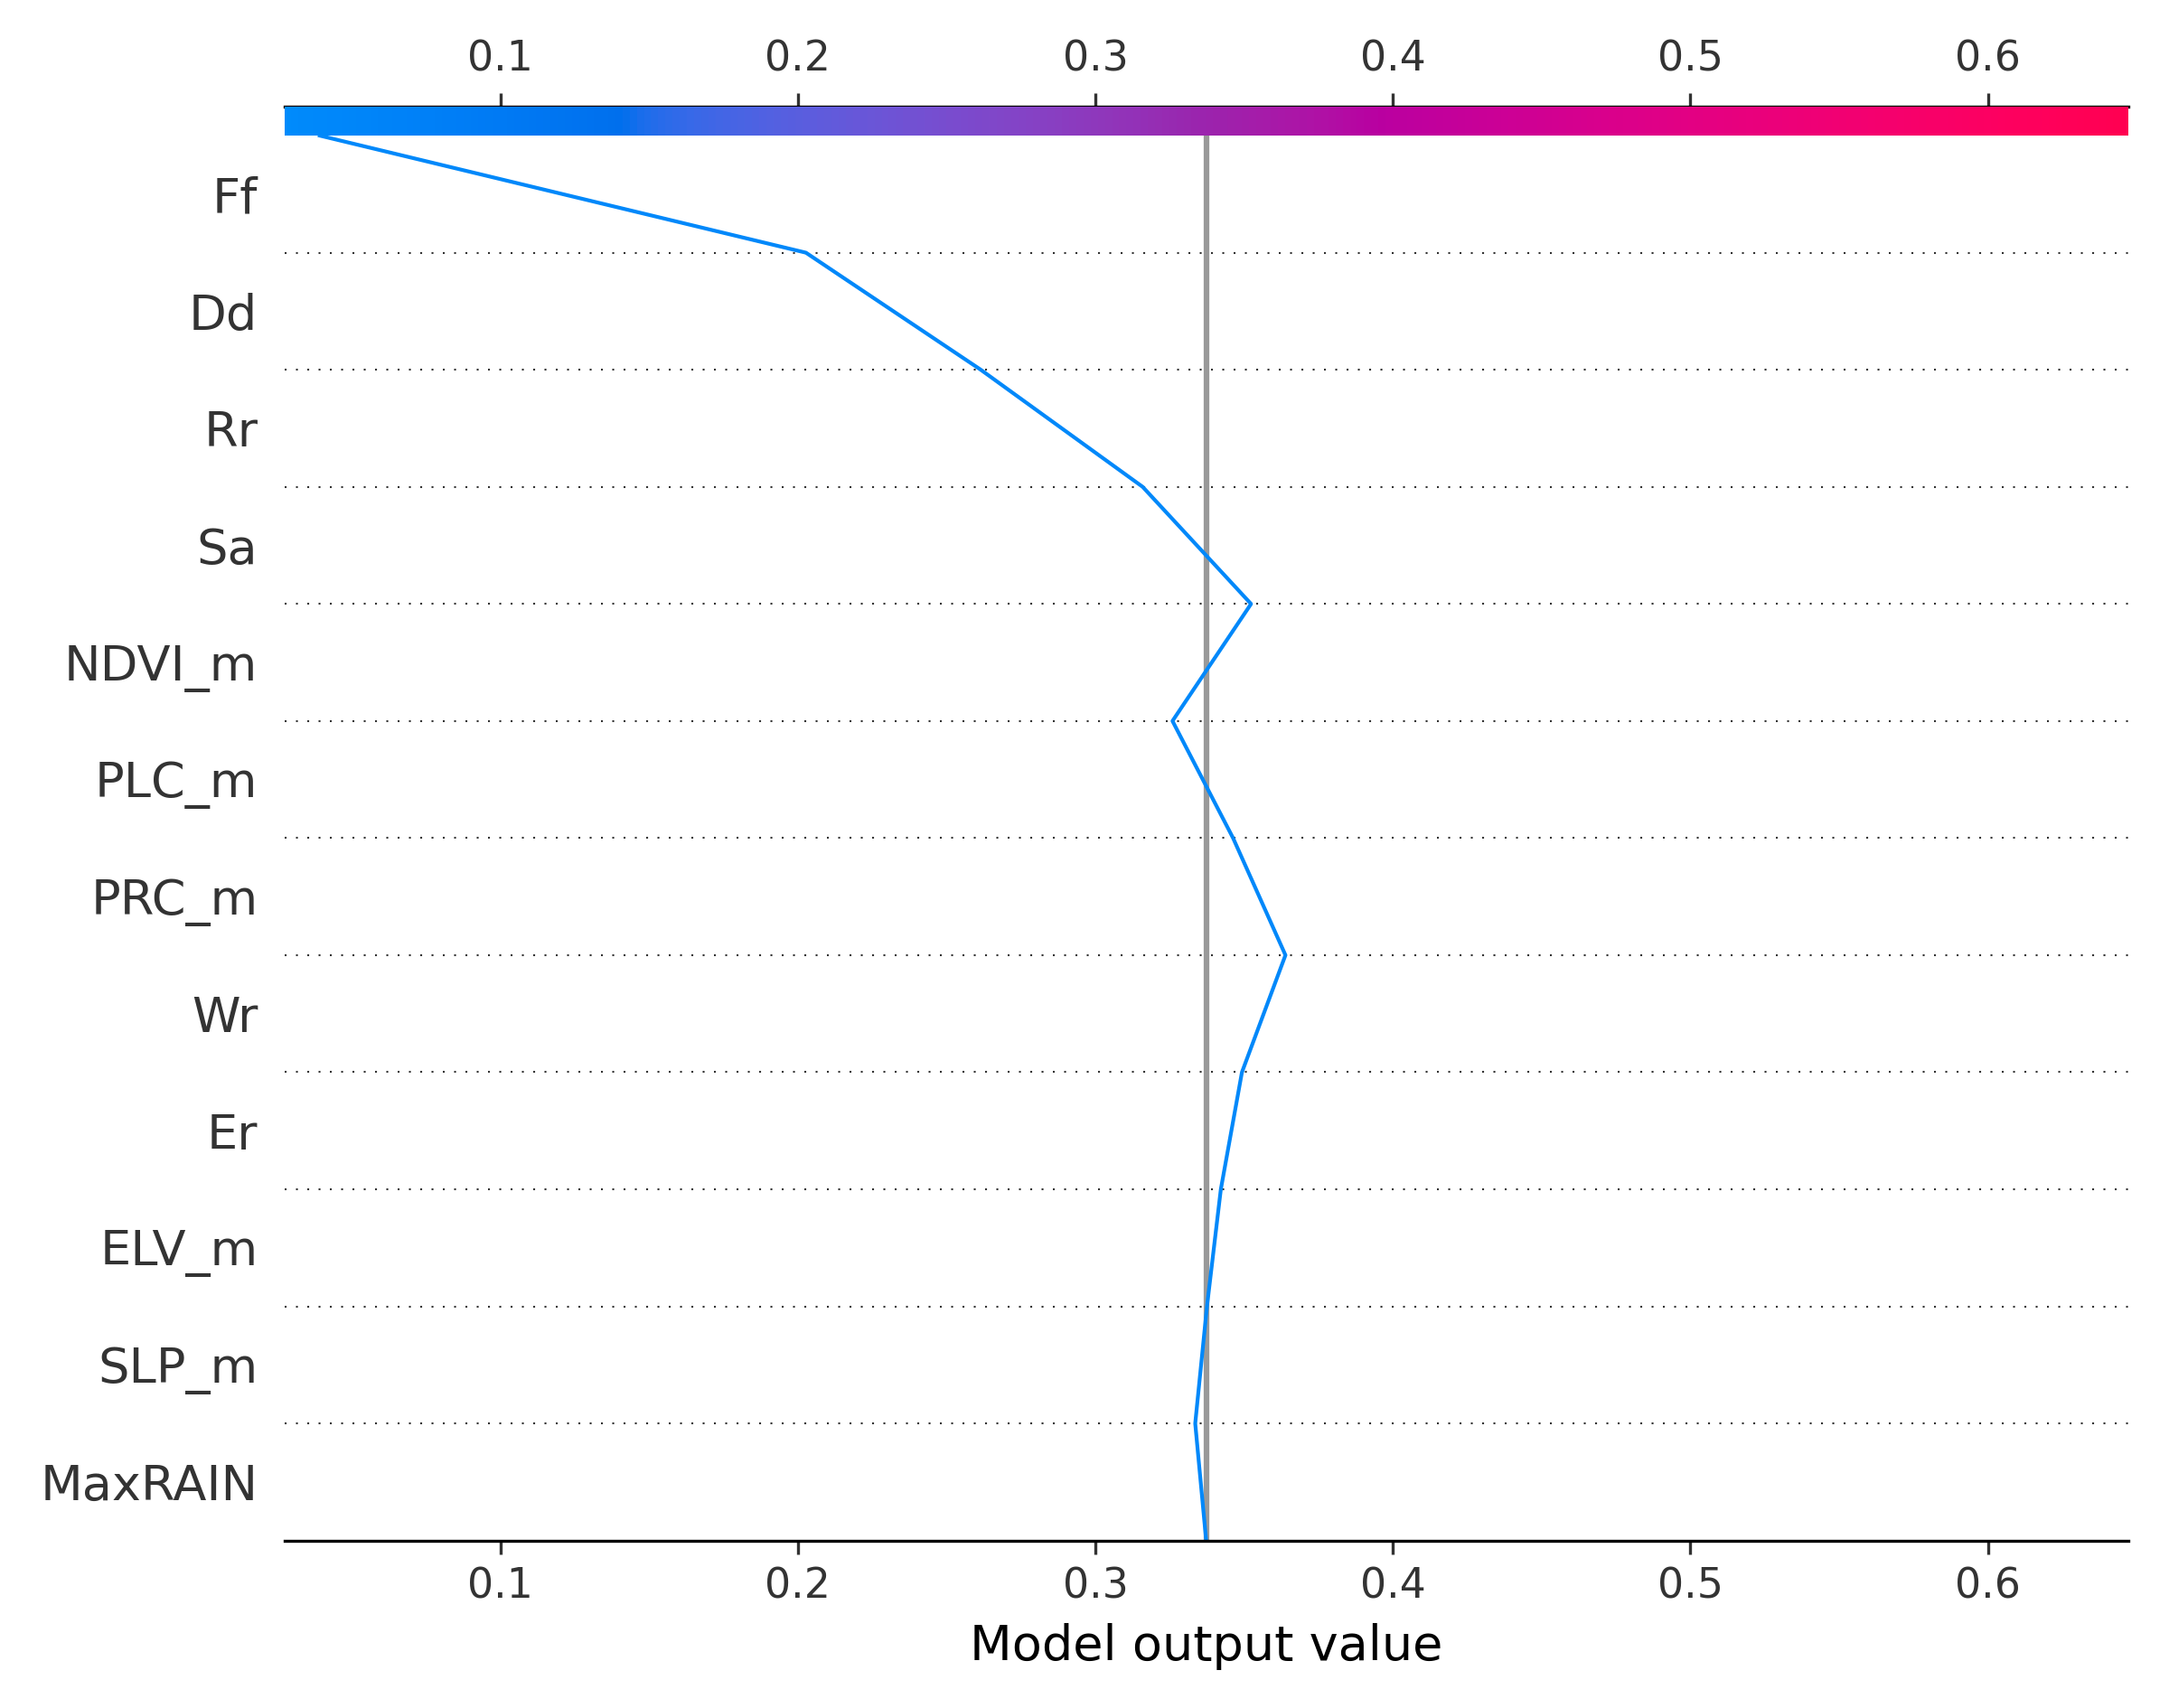 0.1 0.2 0.3 0.4 0.5 0.6
Ff
Dd
Rr
Sa
NDVI_m
PLC_m
PRC_m
Wr
Er
ELV_m
SLP_m
MaxRAIN
0.1 0.2 0.3 0.4 0.5 0.6
Model output value